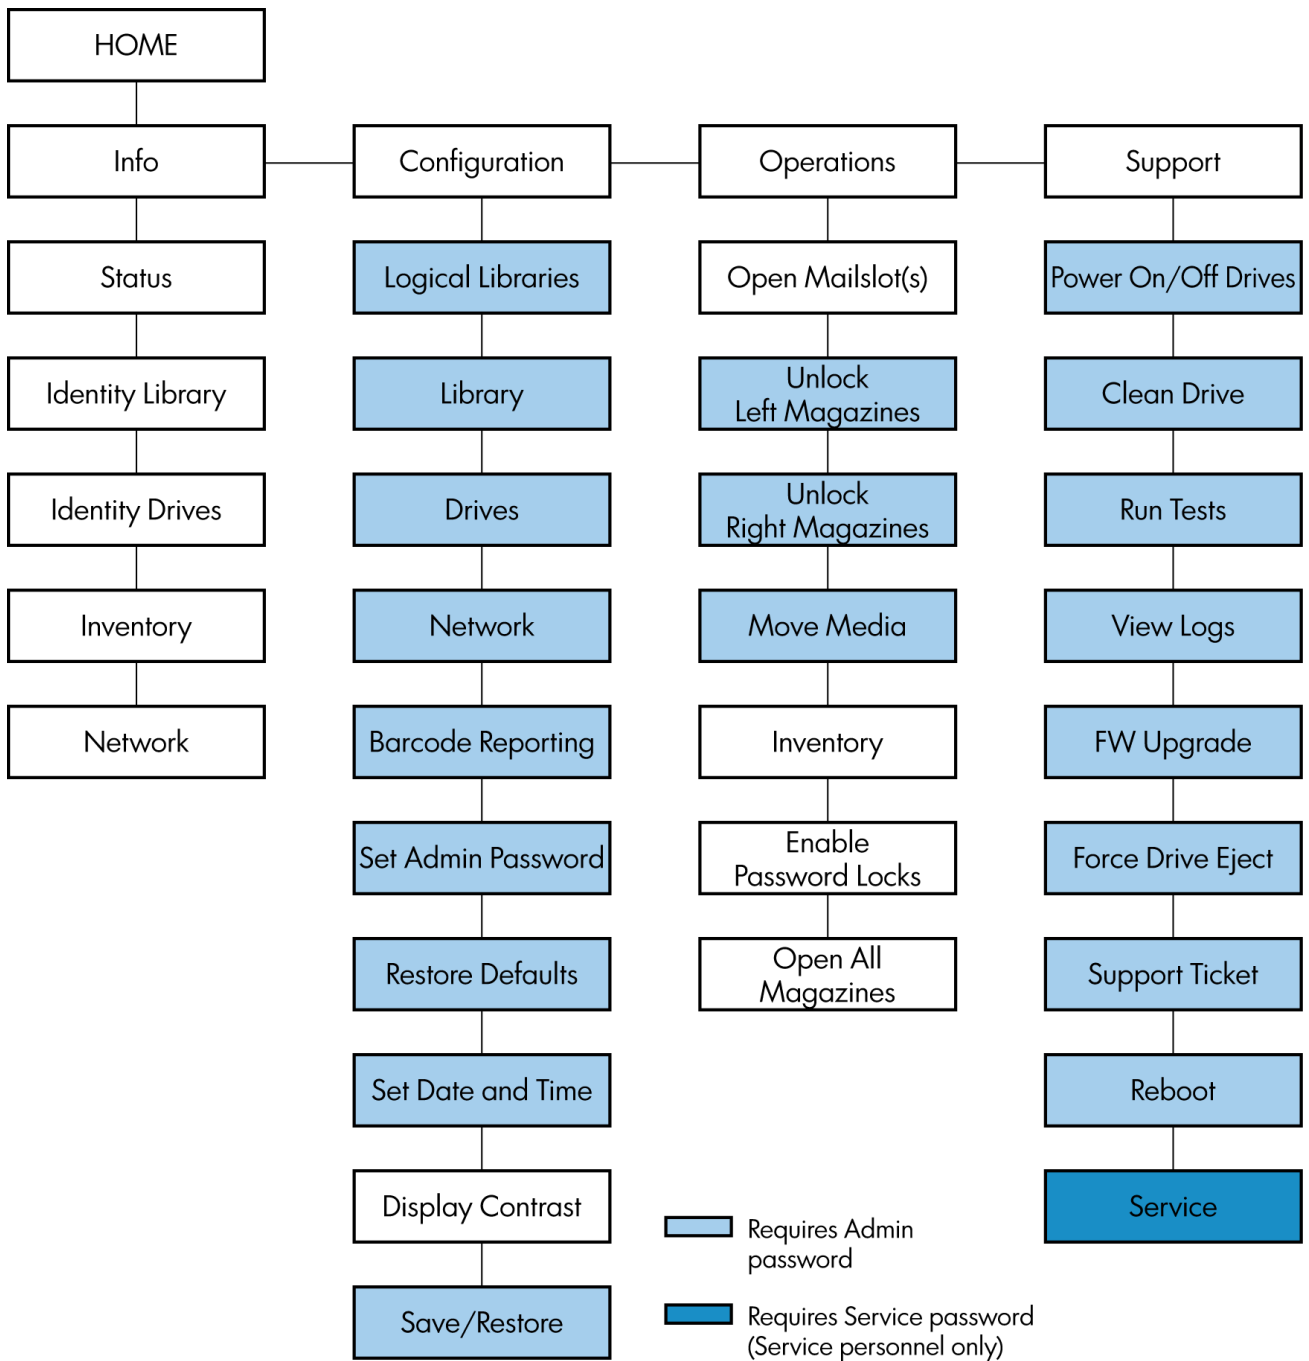 HOME
Info
Configuration
Operations
Support
Status
Logical Libraries
Open Mailslot(s)
Power On/Off Drives
Identity Library
Library
Unlock
Left Magazines
Clean Drive
Identity Drives
Drives
Unlock
Right Magazines
Run Tests
Inventory
Network
Move Media
View Logs
Network
Barcode Reporting
Inventory
FW Upgrade
Set Admin Password
Enable
Password Locks
Force Drive Eject
Restore Defaults
Open All
Magazines
Support Ticket
Set Date and Time
Reboot
Display Contrast
Service
Save/Restore
Requires Admin
password
Requires Service password
(Service personnel only)